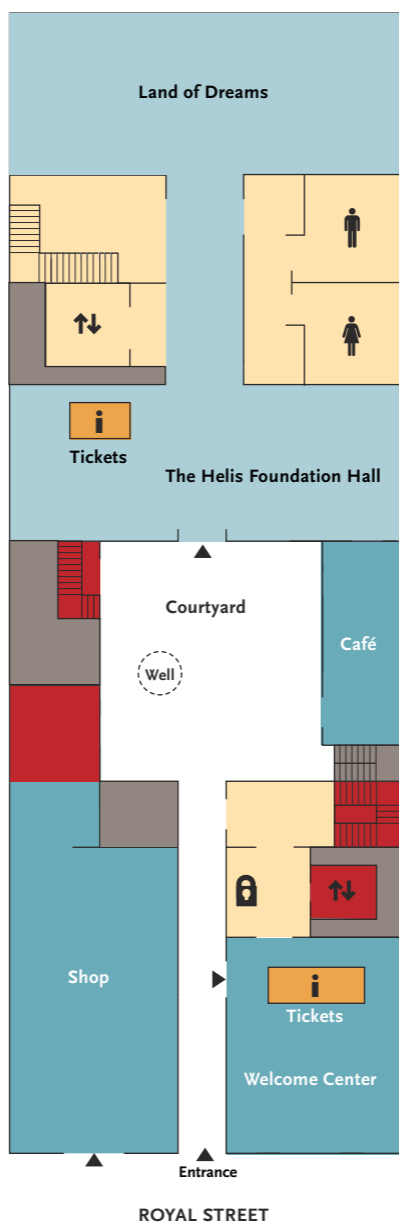 Land of Dreams
i
Tickets
The Helis Foundation Hall
Courtyard
Café
Well
Shop
i
Tickets
Welcome Center
Entrance
ROYAL STREET